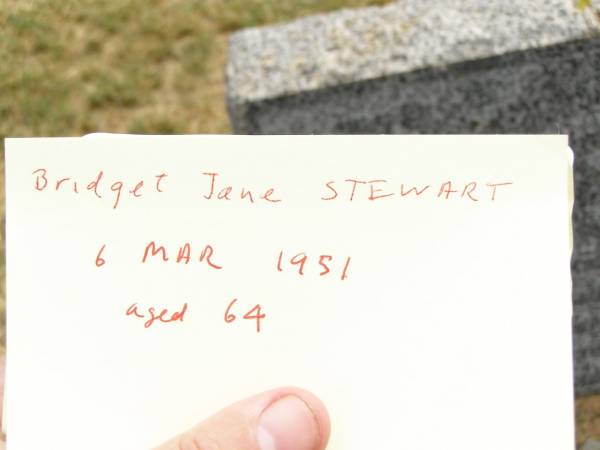 Bridget Jane STEWART
6 MAR 1951
aged 64